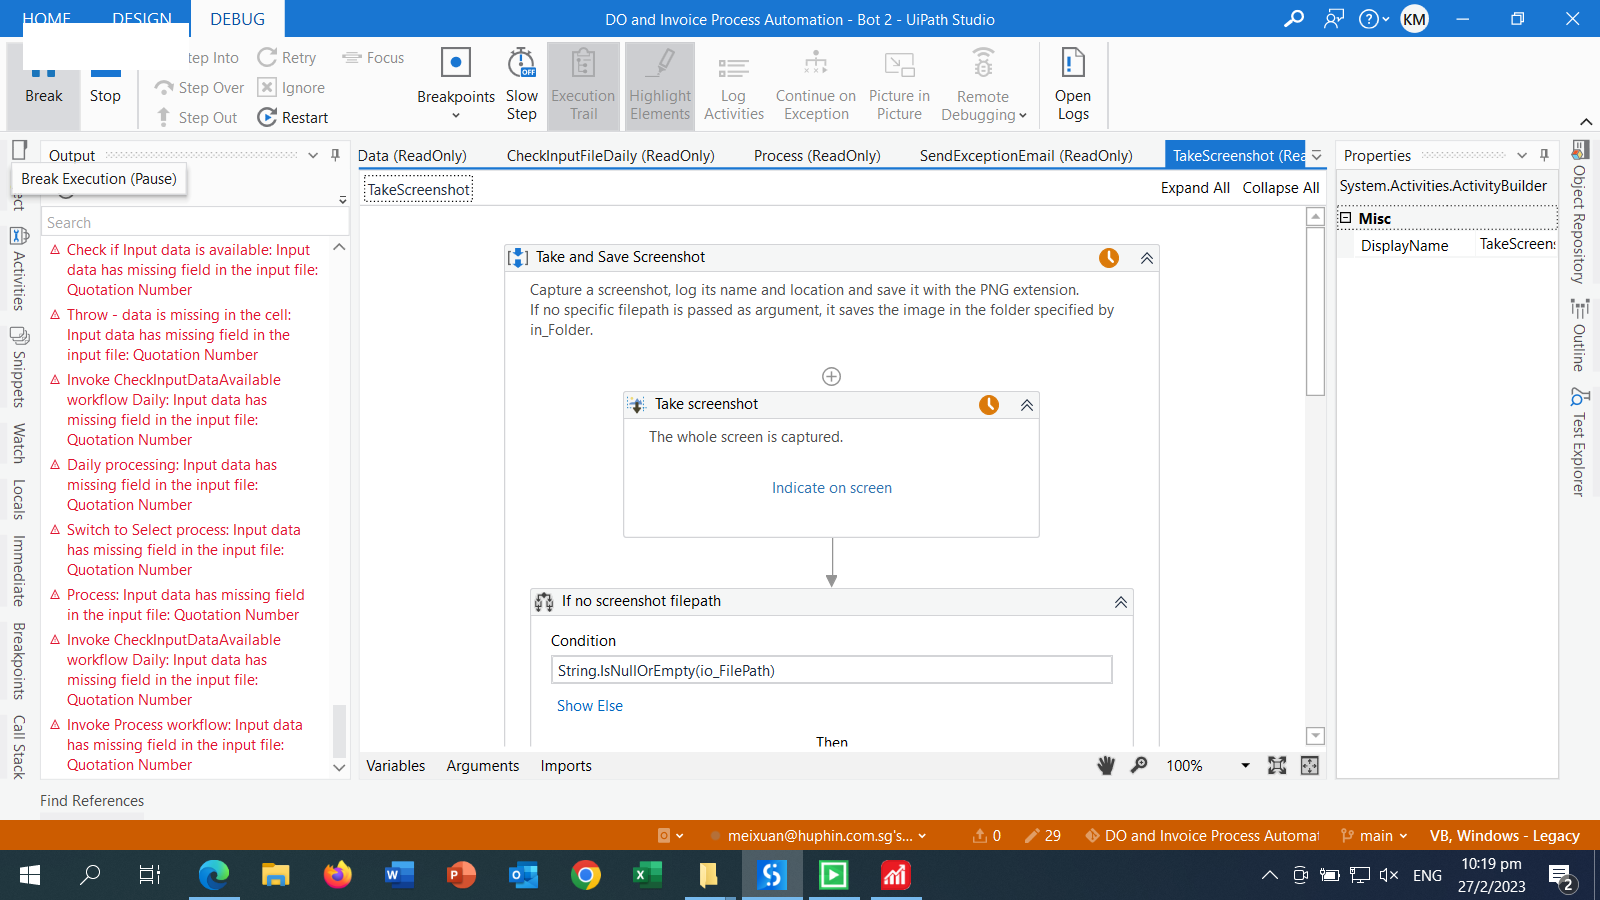 HOME DESIGN DEBUG
DO and Invoice Process Automation - Bot 2 - UiPath Studio
KM
Break
Stop
tep Into
Step Over
Step Out
Retry
Ignore
Restart
Focus
Breakpoints
Slow
Step
OFF
Execution
Trail
Highlight
Elements
Log
Activities
Continue on
Exception
Picture in
Picture
Remote
Debugging
Open
Logs
Output
Break Execution (Pause)
ect
Search
Activities
Snippets
Watch
Locals
Immediate
Breakpoints
Call Stack
Check if Input data is available: Input
data has missing field in the input file:
Quotation Number
Throw - data is missing in the cell:
Input data has missing field in the
input file: Quotation Number
Invoke CheckInputDataAvailable
workflow Daily: Input data has
missing field in the input file:
Quotation Number
Daily processing: Input data has
missing field in the input file:
Quotation Number
Switch to Select process: Input data
has missing field in the input file:
Quotation Number
Process: Input data has missing field
in the input file: Quotation Number
Invoke CheckInputDataAvailable
workflow Daily: Input data has
missing field in the input file:
Quotation Number
Invoke Process workflow: Input data
has missing field in the input file:
Quotation Number
Find References
Data (ReadOnly)
CheckInputFileDaily (ReadOnly)
Process (ReadOnly)
SendExceptionEmail (ReadOnly)
TakeScreenshot (Rea
TakeScreenshot
Expand All
Collapse All
Take and Save Screenshot
Capture a screenshot, log its name and location and save it with the PNG extension.
If no specific filepath is passed as argument, it saves the image in the folder specified by
in_Folder.
Take screenshot
The whole screen is captured.
Indicate on screen
If no screenshot filepath
Condition
String.IsNullOrEmpty(io_FilePath)
Show Else
Then
Variables
Arguments
Imports
100%
Properties
System.Activities.ActivityBuilder
Misc
DisplayName
TakeScreens
Object Repository
Outline
Test Explorer
meixuan@huphin.com.sg's...
0
29
DO and Invoice Process Automat
main
VB, Windows - Legacy
ENG
10:19 pm
27/2/2023
2